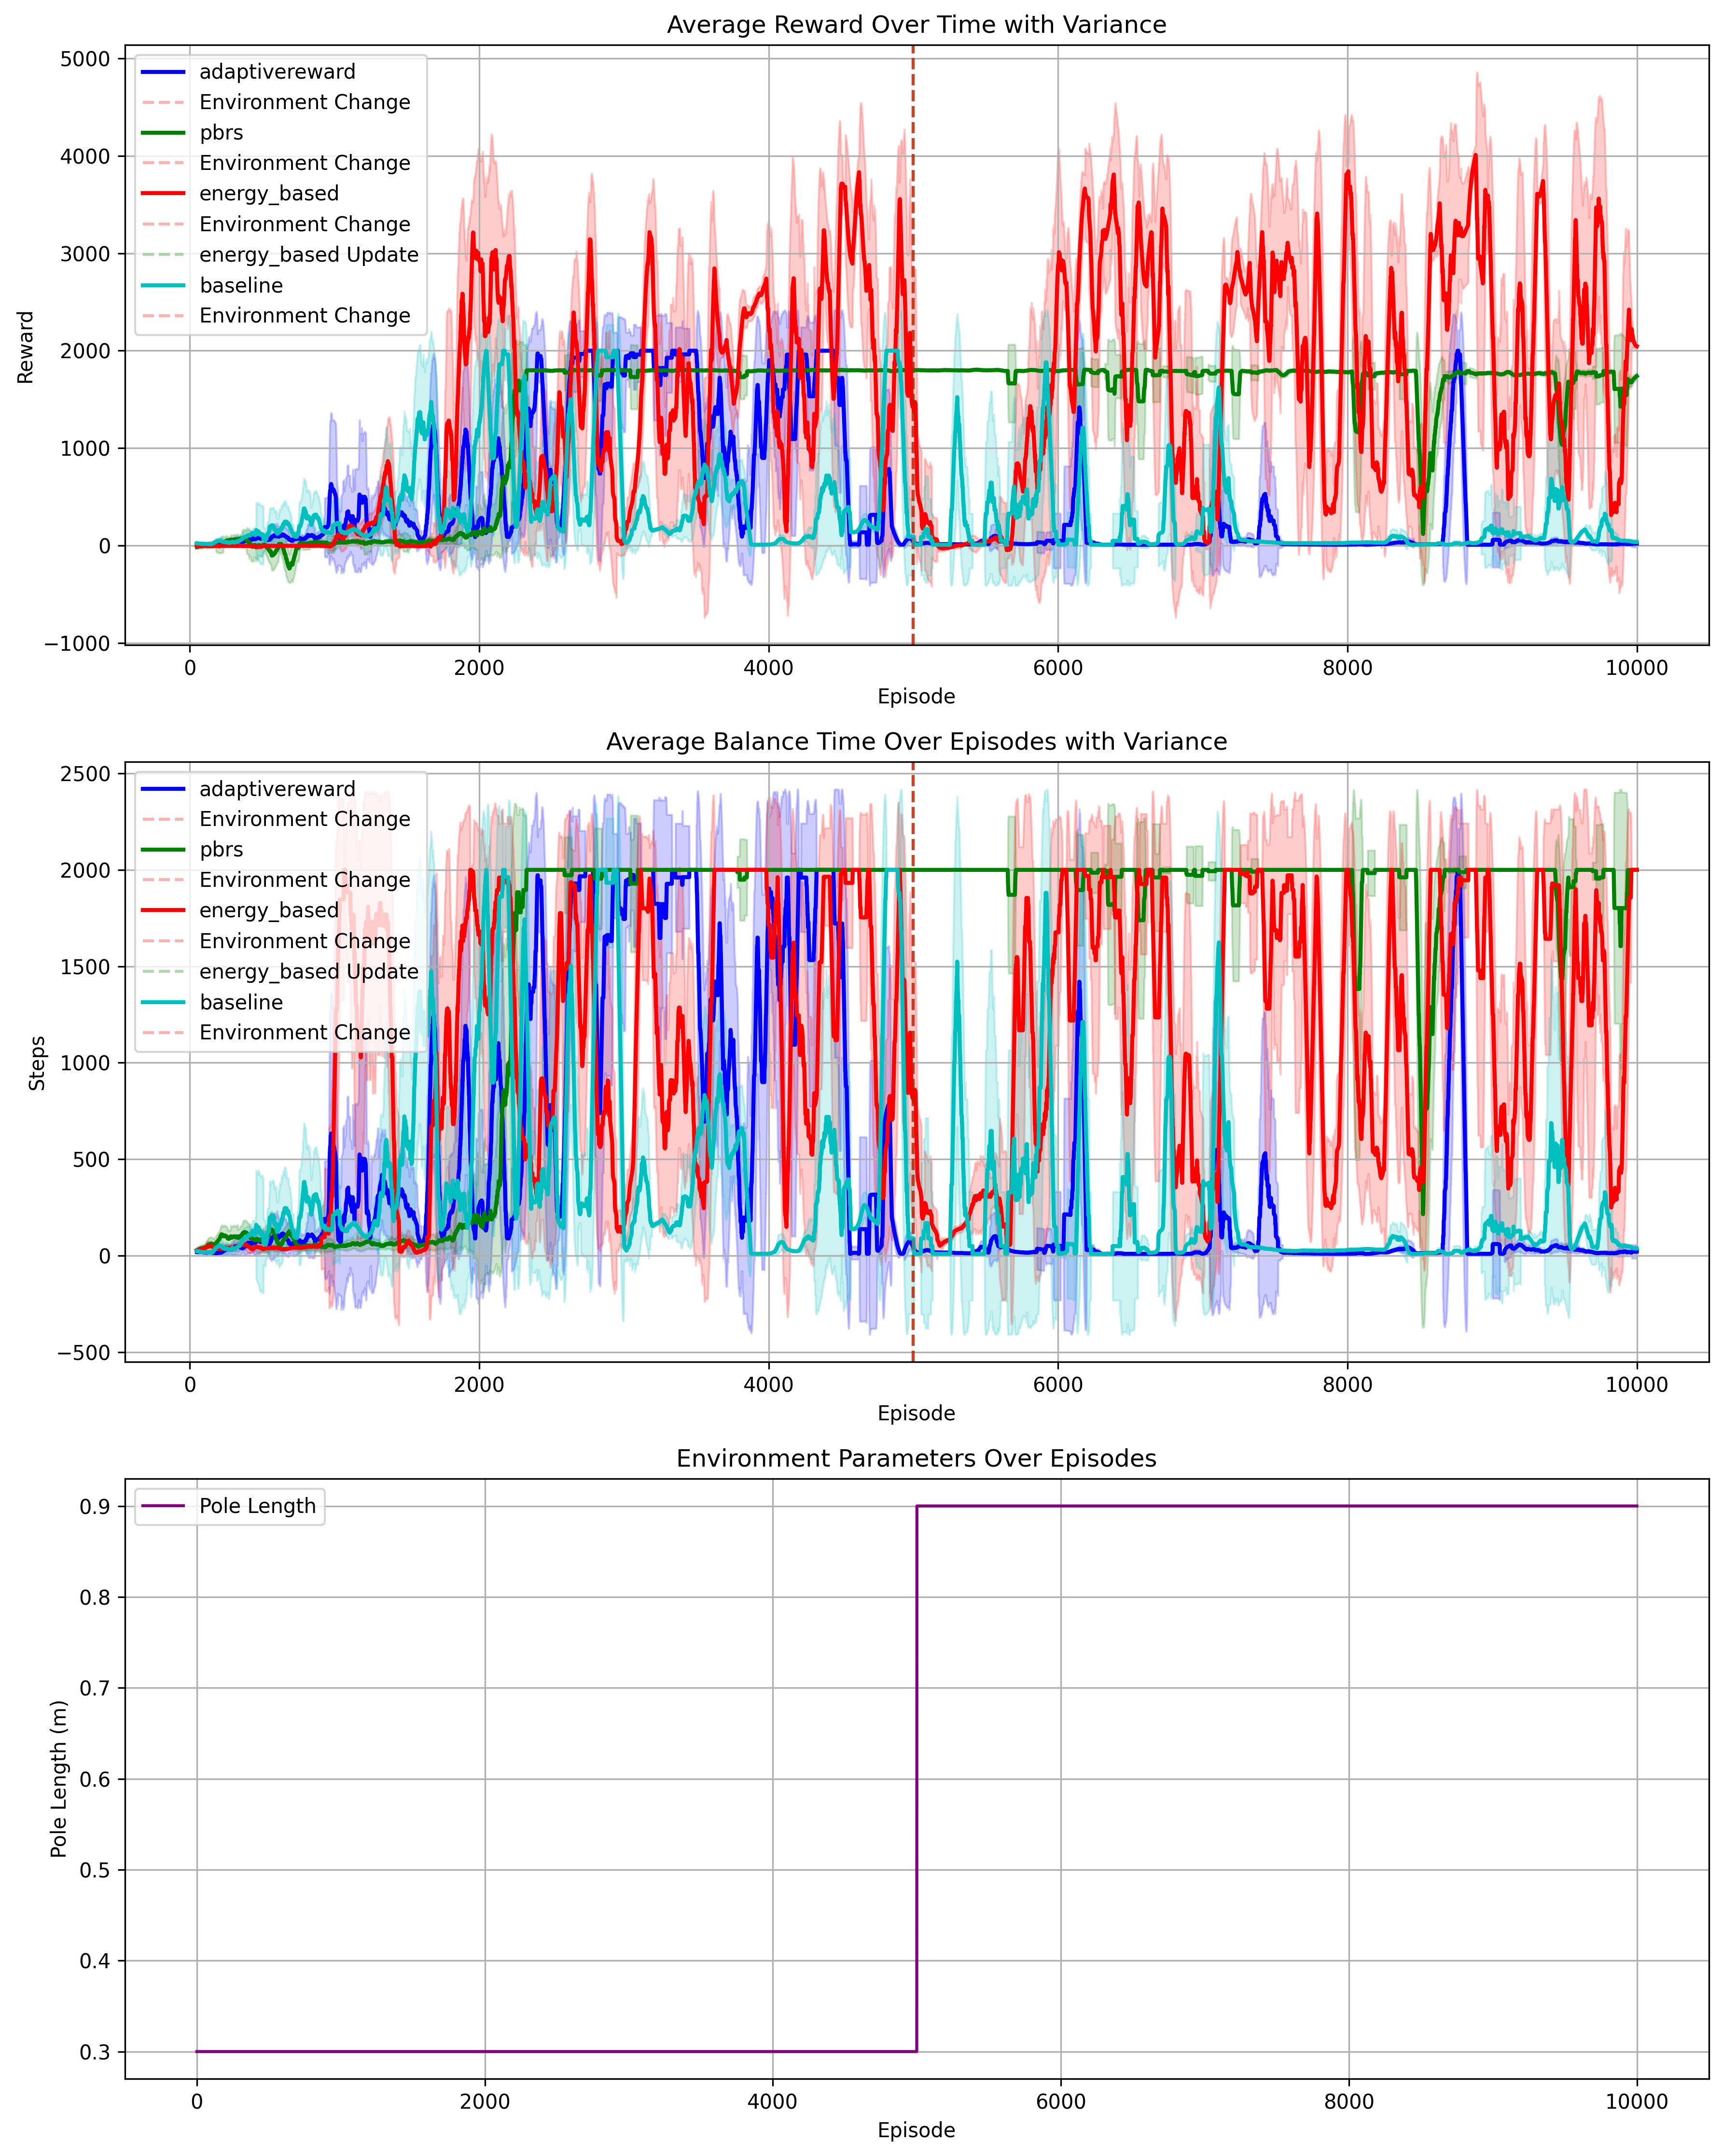 Average Reward Over Time with Variance
5000
4000
3000
2000
1000
0
−1000
Reward
adaptivereward
Environment Change
pbrs
Environment Change
energy_based
Environment Change
energy_based Update
baseline
Environment Change
0 2000 4000 6000 8000 10000
Episode
Average Balance Time Over Episodes with Variance
2500
2000
1500
1000
500
0
−500
Steps
adaptivereward
Environment Change
pbrs
Environment Change
energy_based
Environment Change
energy_based Update
baseline
Environment Change
0 2000 4000 6000 8000 10000
Episode
Environment Parameters Over Episodes
0.9
0.8
0.7
0.6
0.5
0.4
0.3
Pole Length (m)
Pole Length
0 2000 4000 6000 8000 10000
Episode